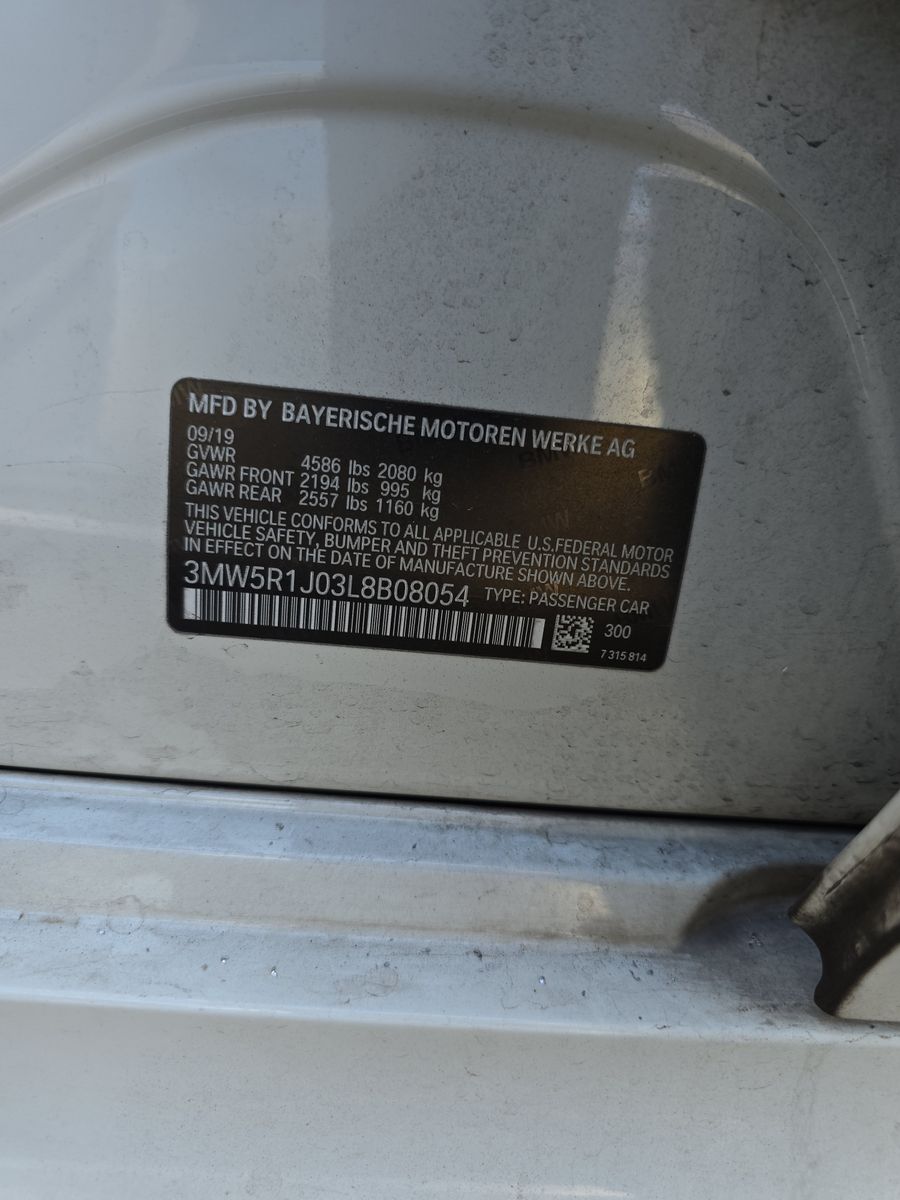 MFD BY BAYERISCHE MOTOREN WERKE AG
09/19
GVWR 4586 lbs 2080 kg
GAWR FRONT 2194 lbs 995 kg
GAWR REAR 2557 lbs 1160 kg
THIS VEHICLE CONFORMS TO ALL APPLICABLE U.S.FEDERAL MOTOR
VEHICLE SAFETY, BUMPER AND THEFT PREVENTION STANDARDS
IN EFFECT ON THE DATE OF MANUFACTURE SHOWN ABOVE.
3MW5R1J03L8B08054 TYPE: PASSENGER CAR
300
7 315 814